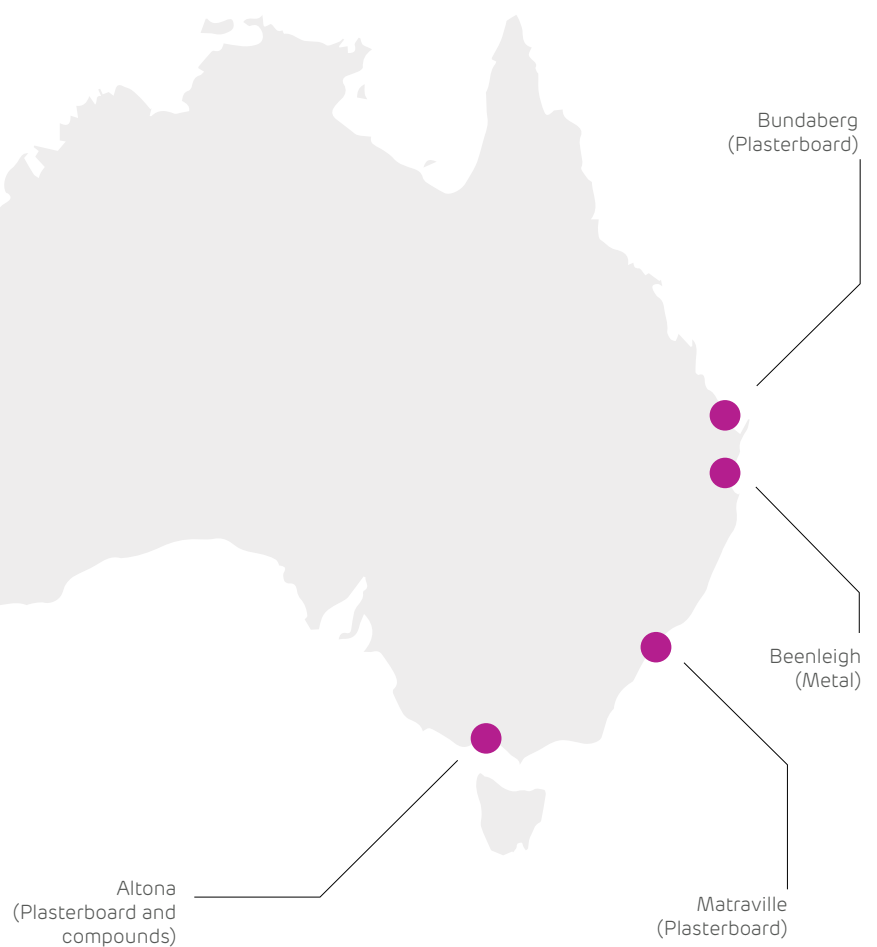 Bundaberg
(Plasterboard)
Beenleigh
(Metal)
Matraville
(Plasterboard)
Altona
(Plasterboard and
compounds)